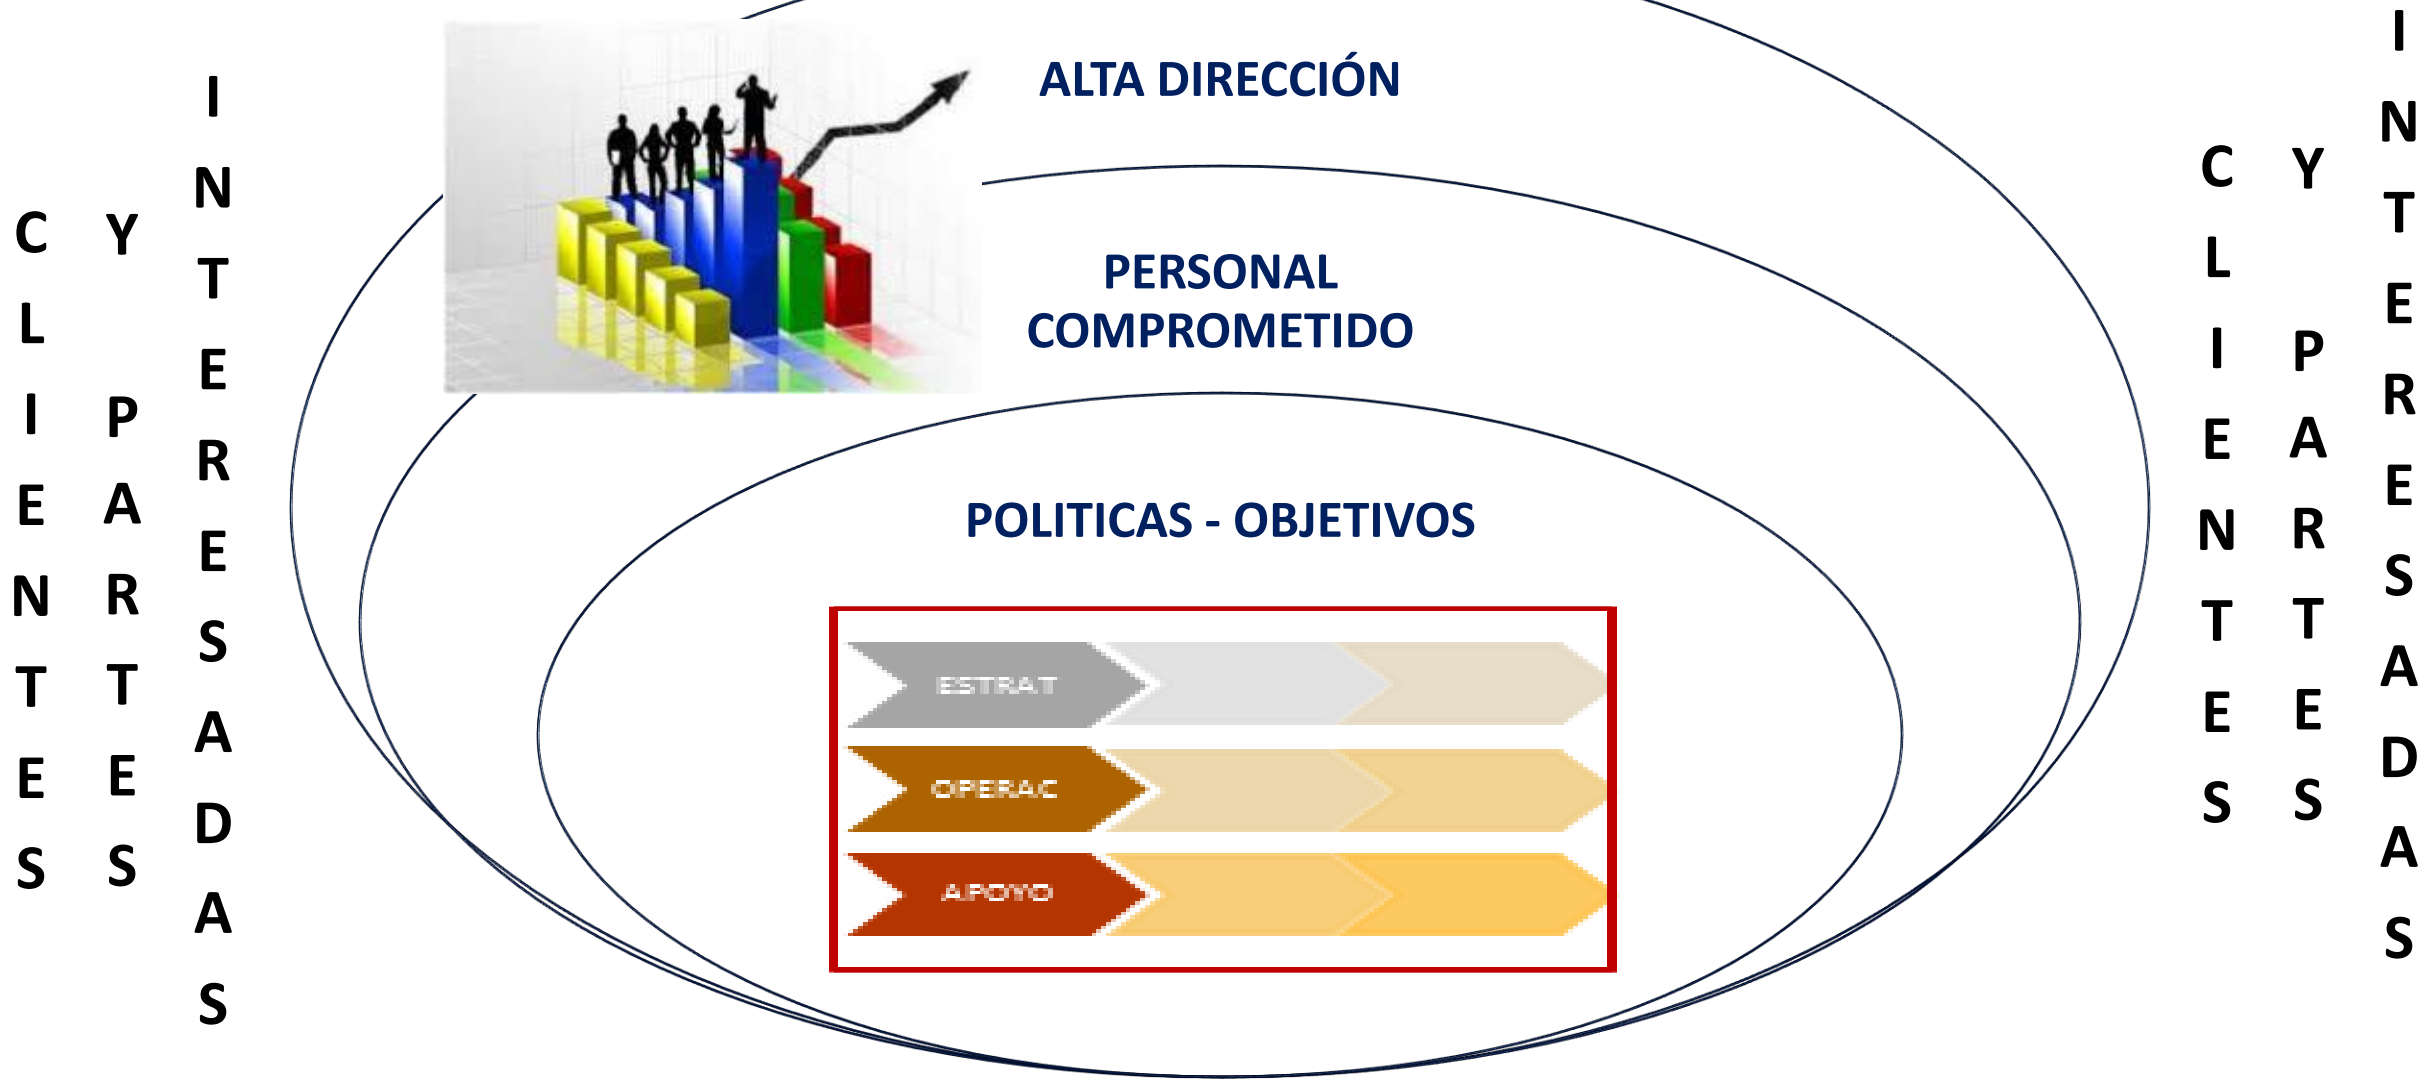 CLIENTES
Y PARTES
INTERESADAS
ALTA DIRECCIÓN
PERSONAL
COMPROMETIDO
POLITICAS - OBJETIVOS
ESTRAT
OPERAC
APOYO
CLIENTES
Y PARTES
INTERESADAS